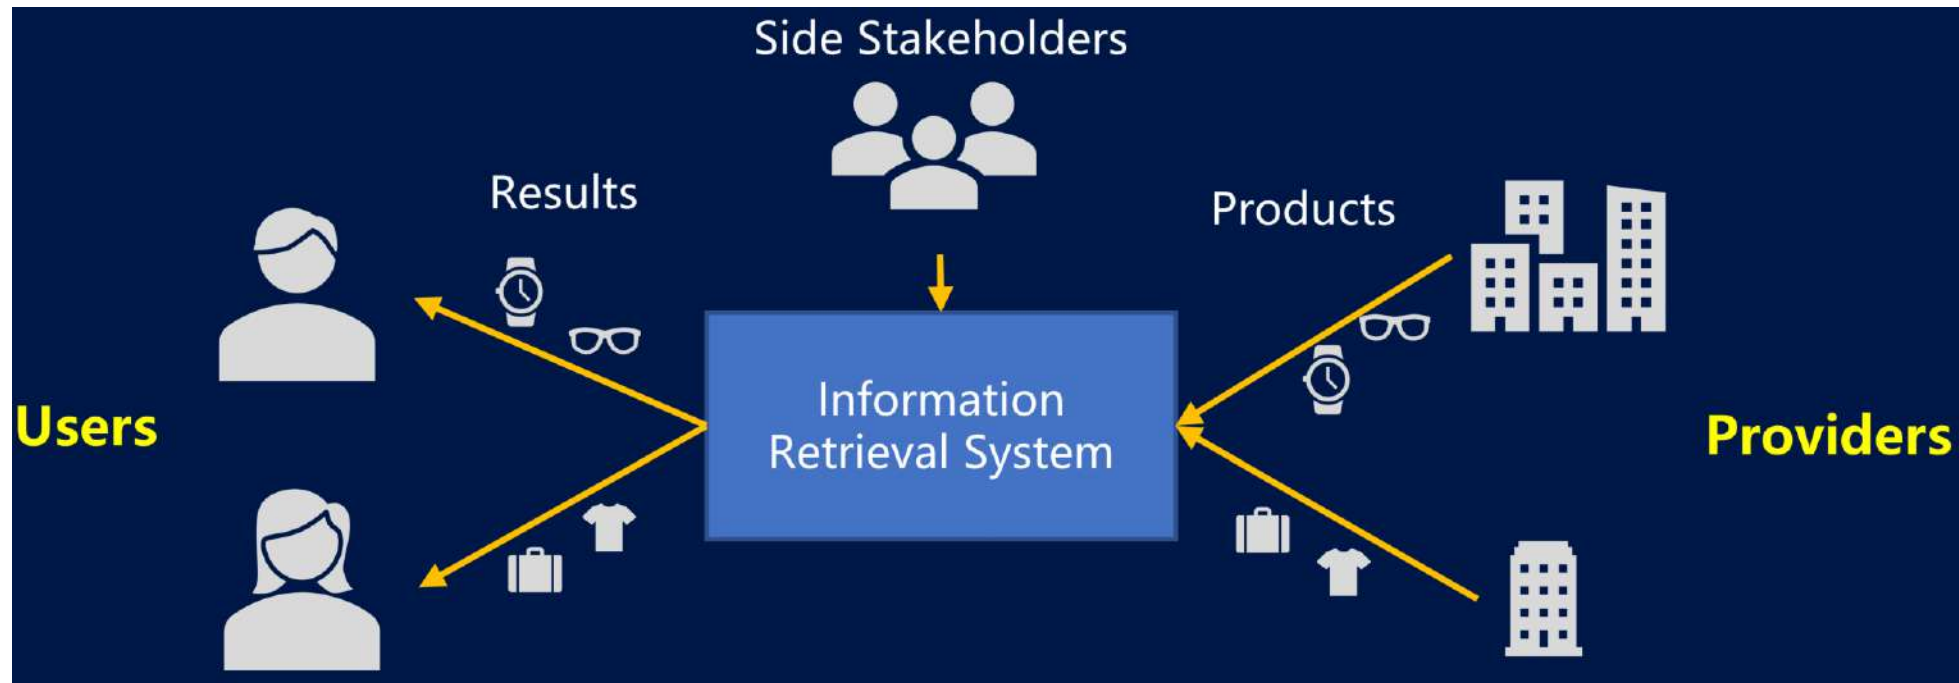 Side Stakeholders
Results
Products
Users
Information
Retrieval System
Providers